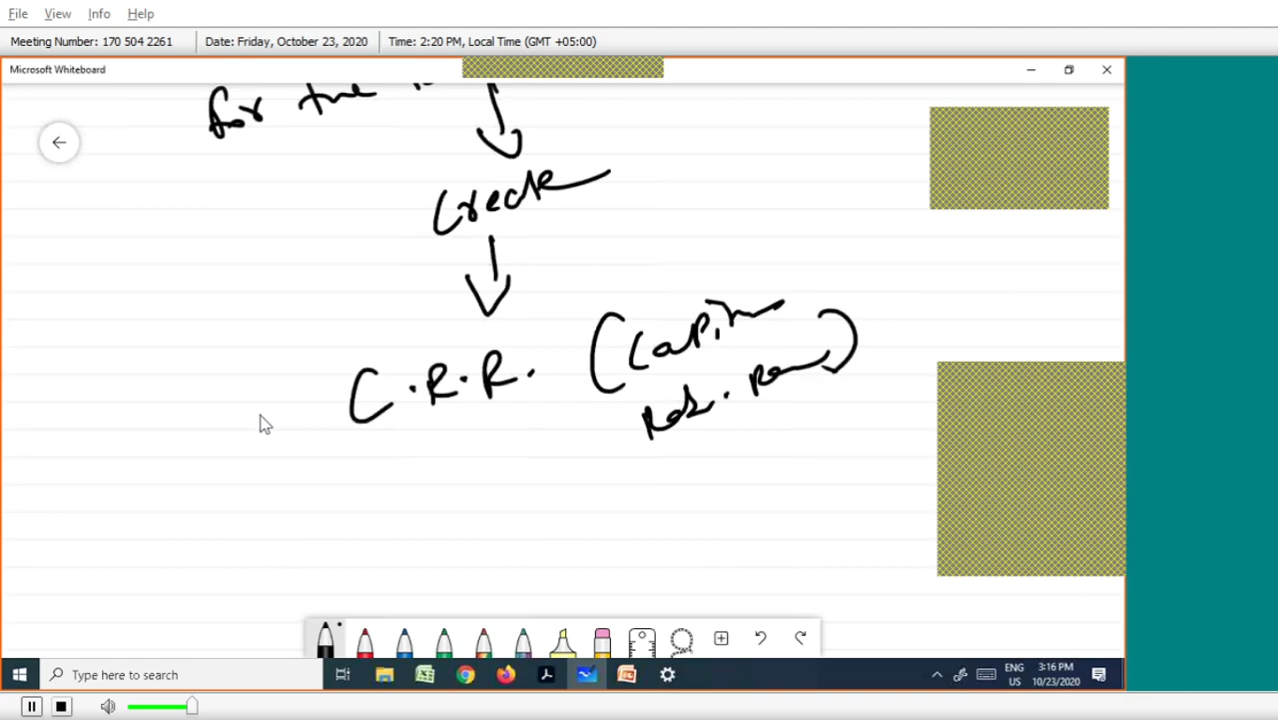 File View Info Help
Meeting Number: 170 504 2261 Date: Friday, October 23, 2020 Time: 2:20 PM, Local Time (GMT +05:00)
Microsoft Whiteboard
for the
Create
C.R.R. (Capital
Red. Res)
Type here to search
ENG
US
3:16 PM
10/23/2020